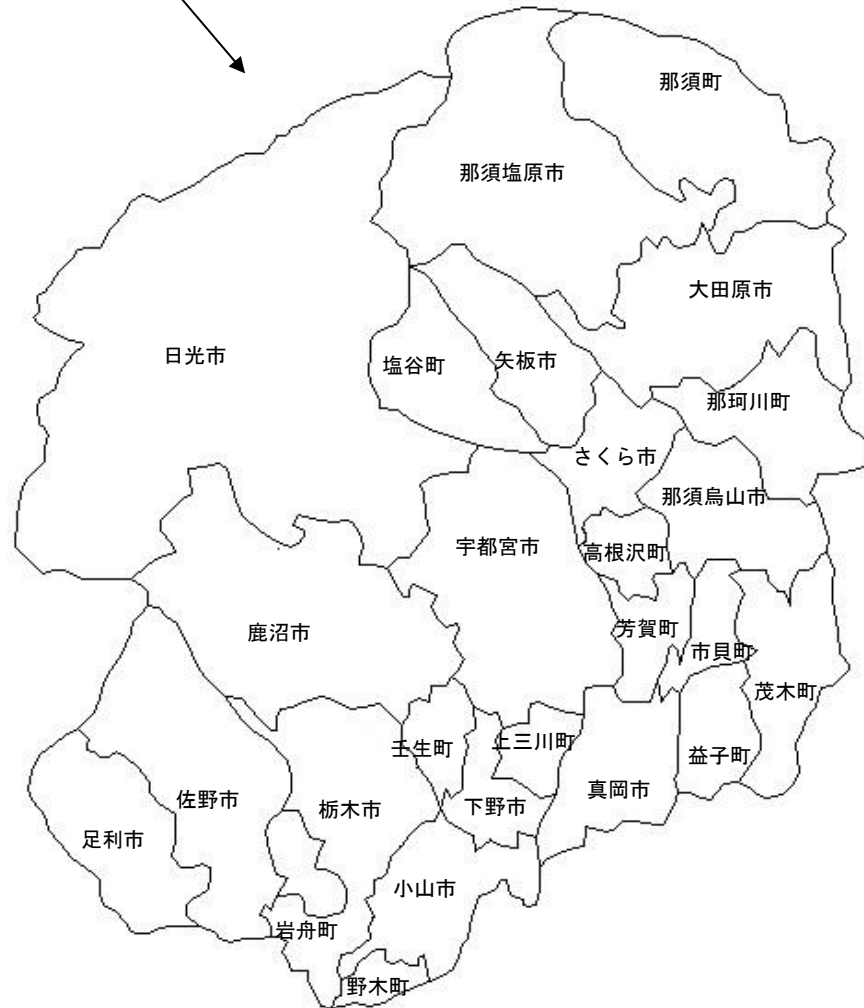 那須町
那須塩原市
大田原市
日光市
塩谷町
矢板市
那珂川町
さくら市
那須烏山市
宇都宮市
高根沢町
鹿沼市
芳賀町
市貝町
茂木町
壬生町
上三川町
益子町
佐野市
栃木市
下野市
真岡市
足利市
小山市
岩舟町
野木町